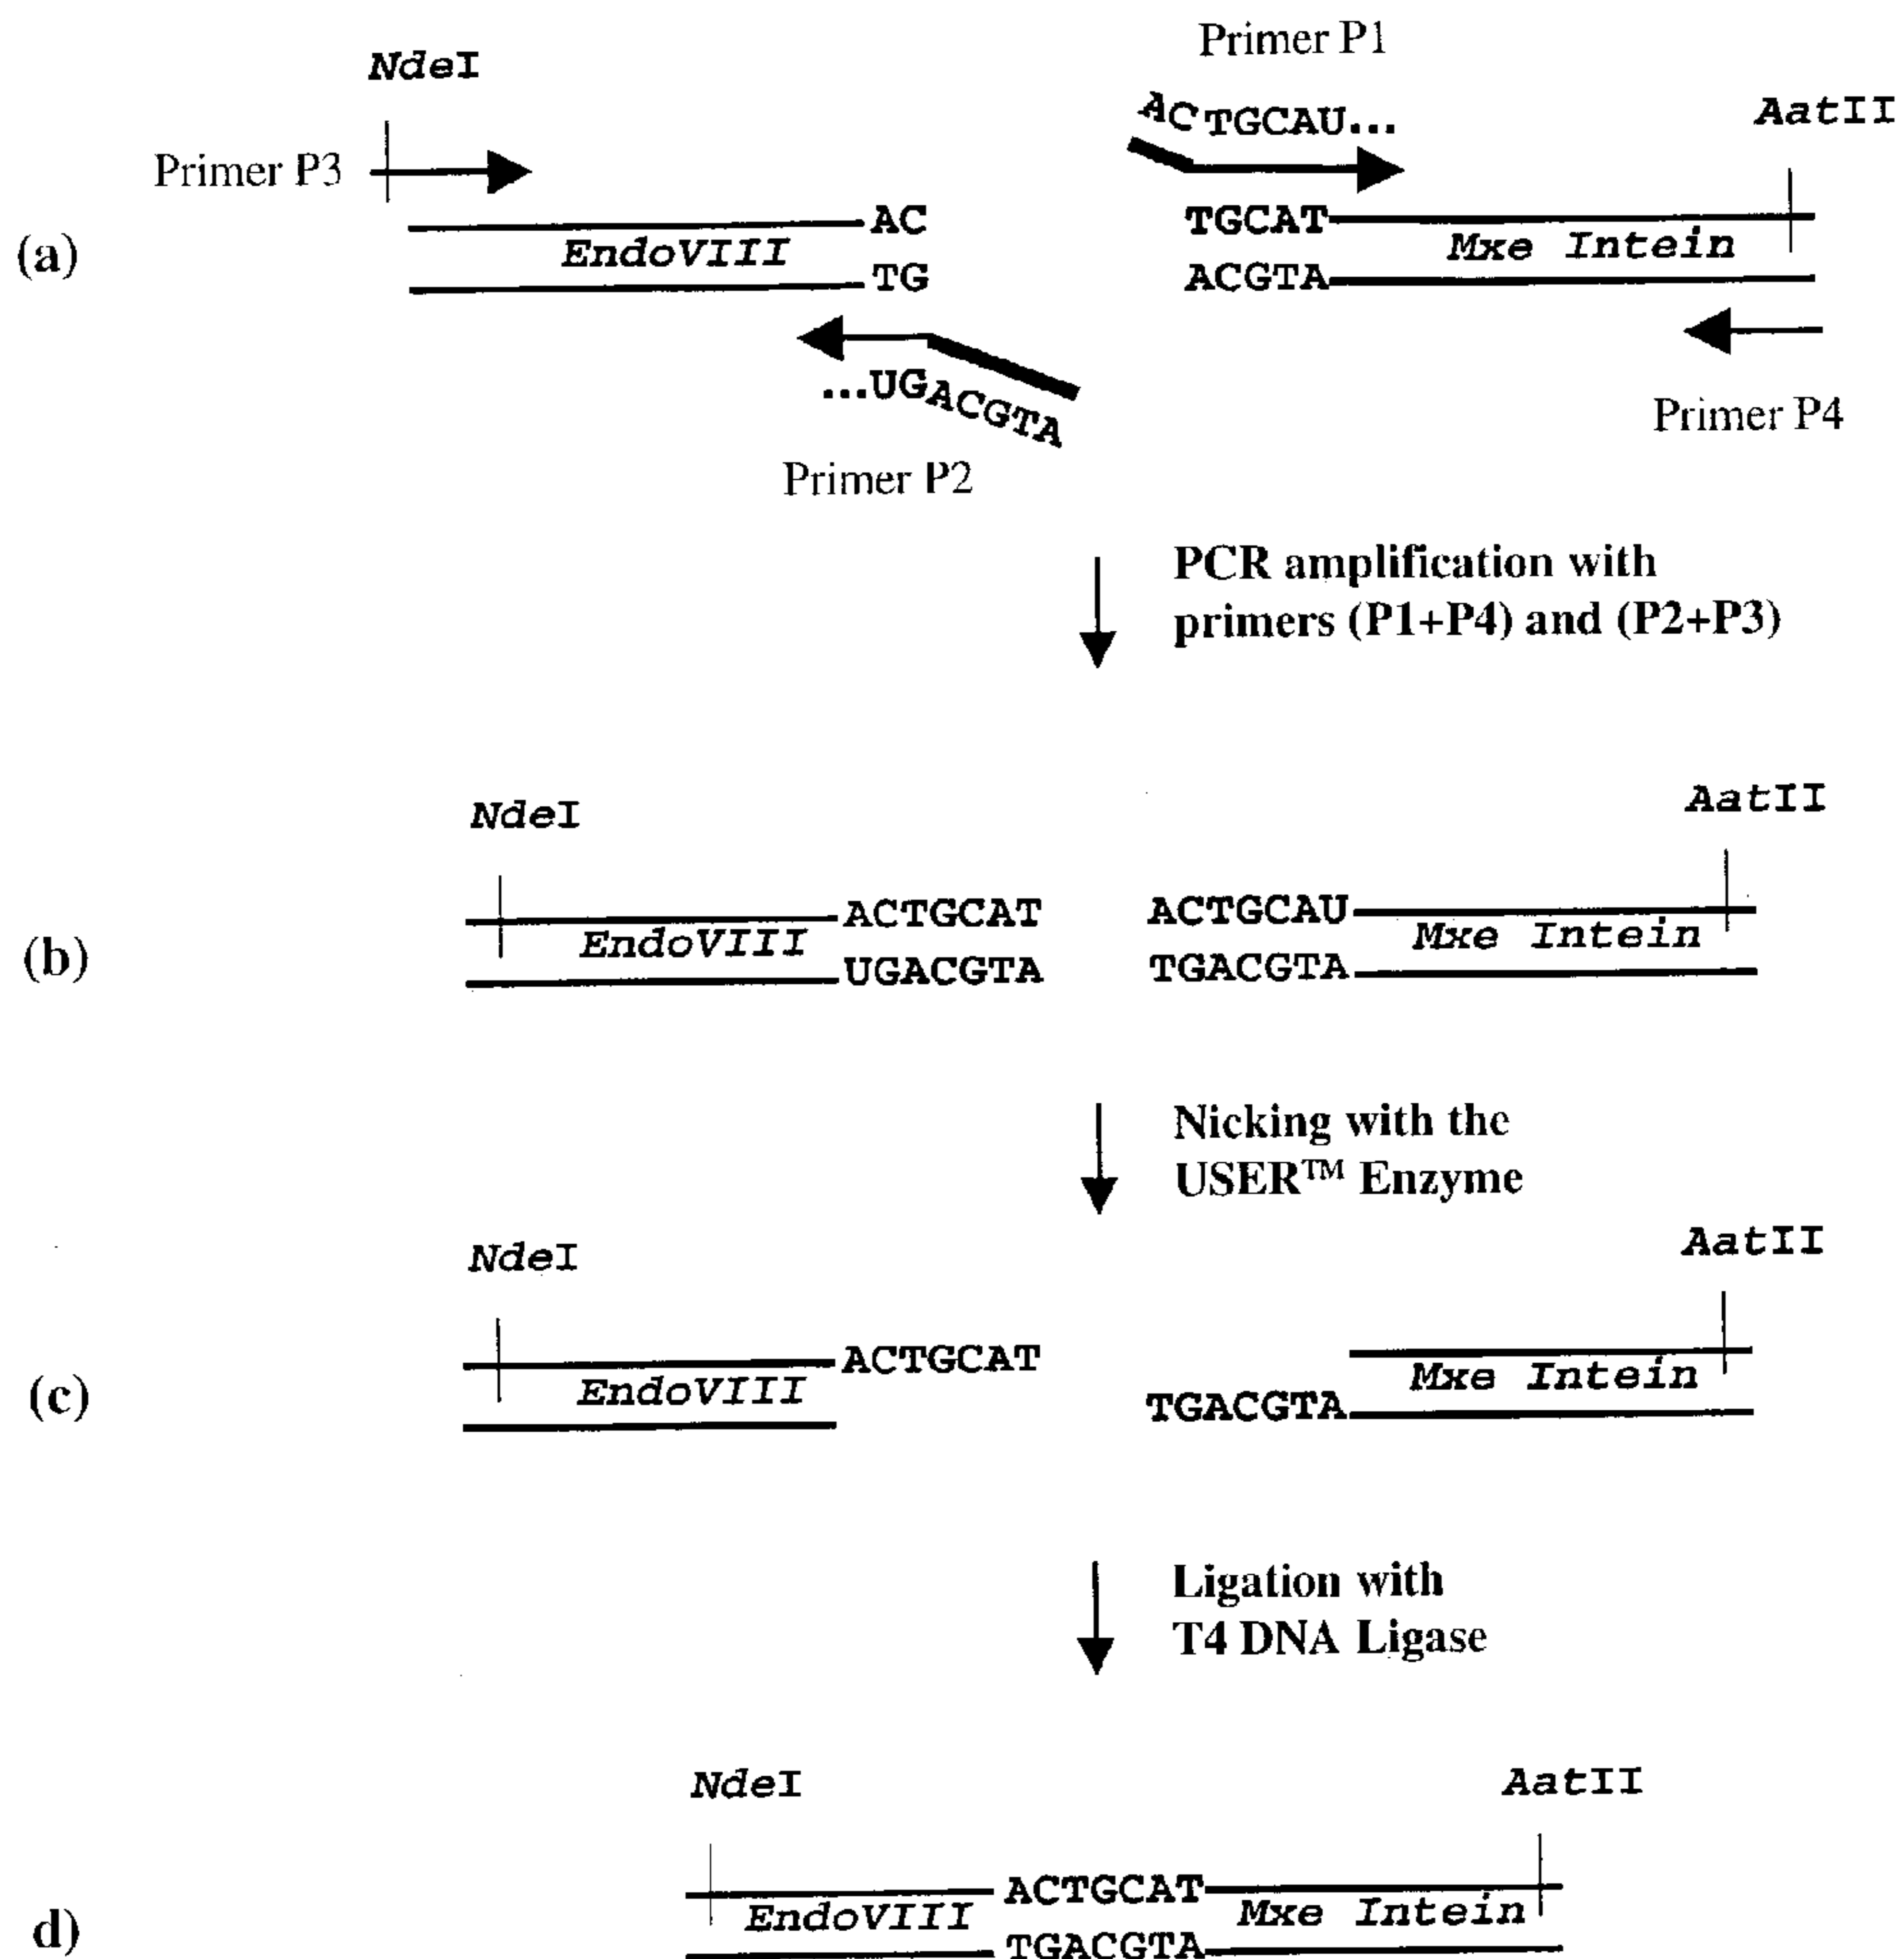 Primer P1
NdeI
ACTGCAU...
AatII
Primer P3
(a)
AC
TGCAT
EndoVIII
Mxe Intein
TG
ACGTA
...UGACGTA
Primer P4
Primer P2
PCR amplification with
primers (P1+P4) and (P2+P3)
NdeI
AatII
(b)
ACTGCAT
ACTGCAU
EndoVIII
Mxe Intein
UGACGTA
TGACGTA
Nicking with the
USER™ Enzyme
NdeI
AatII
(c)
ACTGCAT
EndoVIII
Mxe Intein
TGACGTA
Ligation with
T4 DNA Ligase
NdeI
AatII
d)
ACTGCAT
EndoVIII
Mxe Intein
TGACGTA